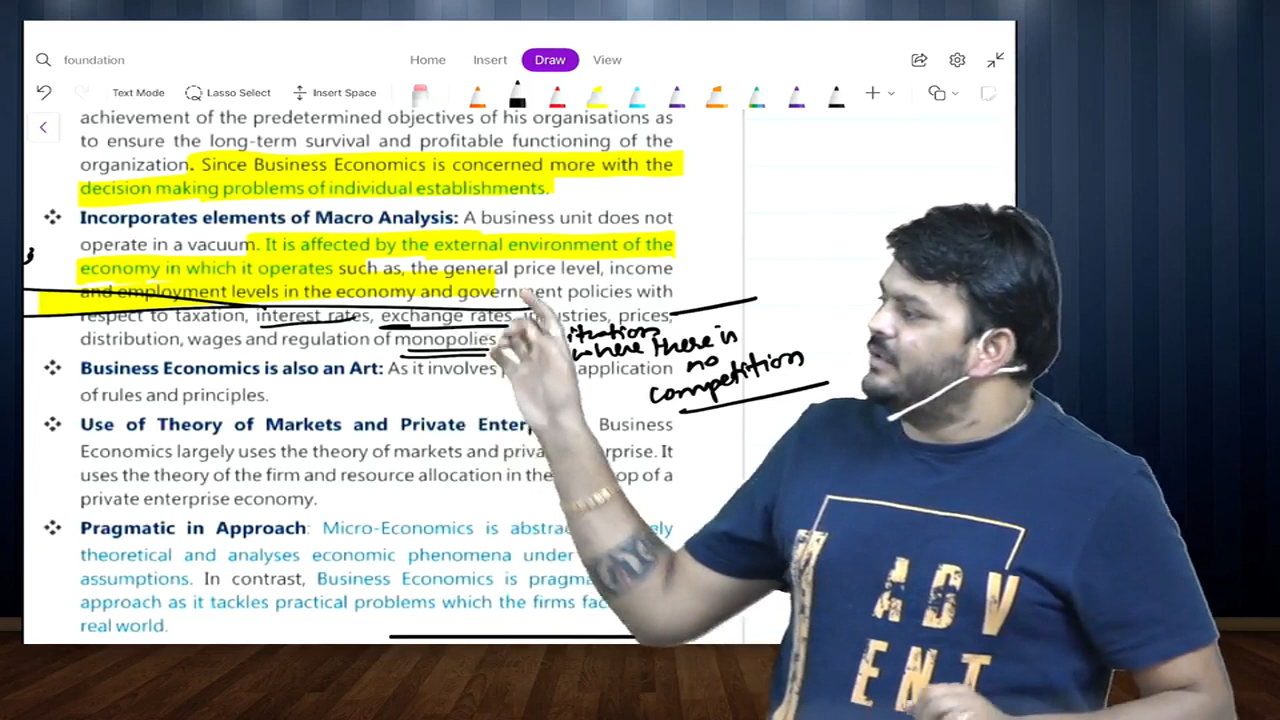 foundation
Home Insert Draw View
Text Mode Lasso Select Insert Space
achievement of the predetermined objectives of his organisations as
to ensure the long-term survival and profitable functioning of the
organization. Since Business Economics is concerned more with the
decision making problems of individual establishments.
Incorporates elements of Macro Analysis: A business unit does not
operate in a vacuum. It is affected by the external environment of the
economy in which it operates such as, the general price level, income
and employment levels in the economy and government policies with
respect to taxation, interest rates, exchange rates, industries, prices,
distribution, wages and regulation of monopolies
where there is
no
competition
Business Economics is also an Art: As it involves application
of rules and principles.
Use of Theory of Markets and Private Business
Economics largely uses the theory of markets and It
uses the theory of the firm and resource allocation in the of a
private enterprise economy.
Pragmatic in Approach: Micro-Economics is
theoretical and analyses economic phenomena under
assumptions. In contrast, Business Economics is
approach as it tackles practical problems which the firms
real world.
ADV
ENT